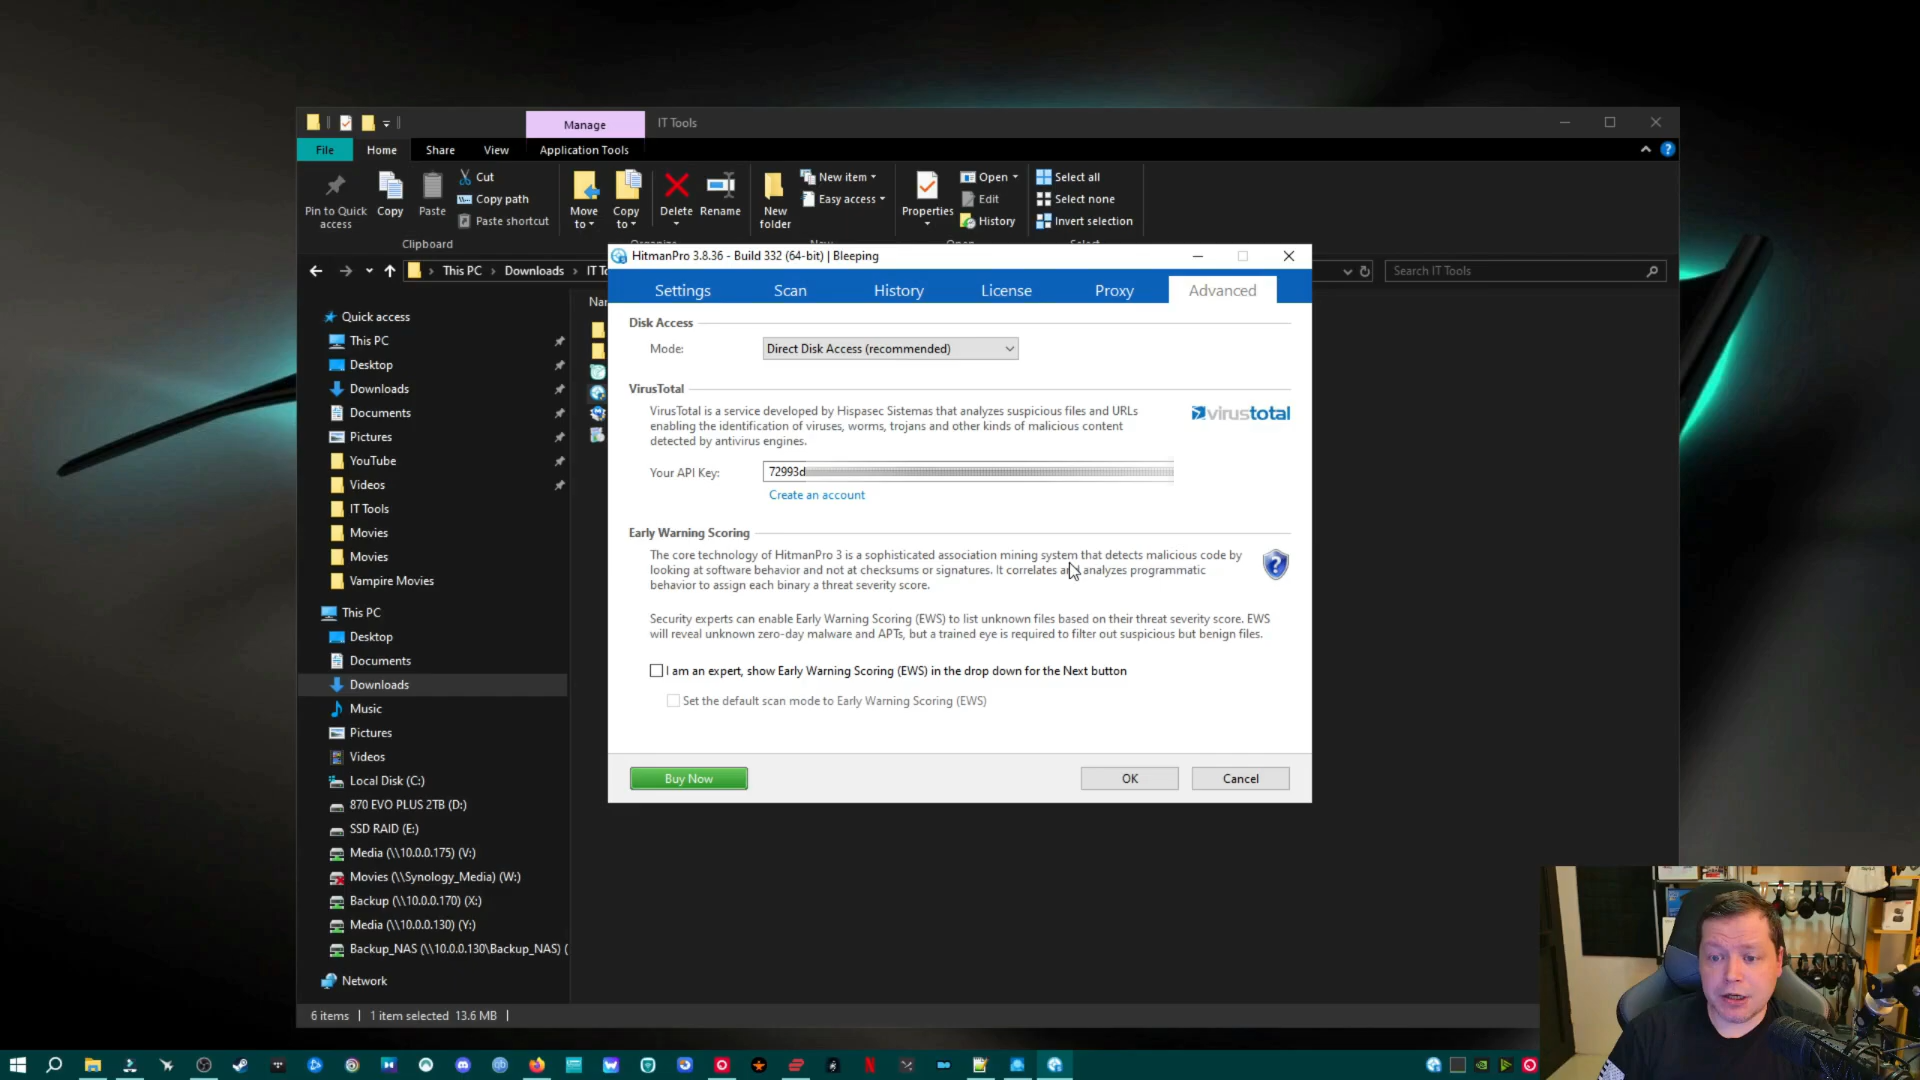 Manage
IT Tools
File
Home
Share
View
Application Tools
Pin to Quick
access
Copy
Paste
Cut
Copy path
Paste shortcut
Move
to
Copy
to
Delete
Rename
New
folder
New item
Easy access
Properties
Open
Edit
History
Select all
Select none
Invert selection
Clipboard
This PC
Downloads
Search IT Tools
Quick access
This PC
Desktop
Downloads
Documents
Pictures
YouTube
Videos
IT Tools
Movies
Movies
Vampire Movies
This PC
Desktop
Documents
Downloads
Music
Pictures
Videos
Local Disk (C:)
870 EVO PLUS 2TB (D:)
SSD RAID (E:)
Media (\\10.0.0.175) (V:)
Movies (\\Synology_Media) (W:)
Backup (\\10.0.0.170) (X:)
Media (\\10.0.0.130) (Y:)
Backup_NAS (\\10.0.0.130\Backup_NAS) (
Network
6 items
1 item selected 13.6 MB
HitmanPro 3.8.36 - Build 332 (64-bit) | Bleeping
Settings
Scan
History
License
Proxy
Advanced
Disk Access
Mode:
Direct Disk Access (recommended)
VirusTotal
VirusTotal is a service developed by Hispasec Sistemas that analyzes suspicious files and URLs
enabling the identification of viruses, worms, trojans and other kinds of malicious content
detected by antivirus engines.
virustotal
Your API Key:
72993d
Create an account
Early Warning Scoring
The core technology of HitmanPro 3 is a sophisticated association mining system that detects malicious code by
looking at software behavior and not at checksums or signatures. It correlates and analyzes programmatic
behavior to assign each binary a threat severity score.
Security experts can enable Early Warning Scoring (EWS) to list unknown files based on their threat severity score. EWS
will reveal unknown zero-day malware and APTs, but a trained eye is required to filter out suspicious but benign files.
I am an expert, show Early Warning Scoring (EWS) in the drop down for the Next button
Set the default scan mode to Early Warning Scoring (EWS)
Buy Now
OK
Cancel